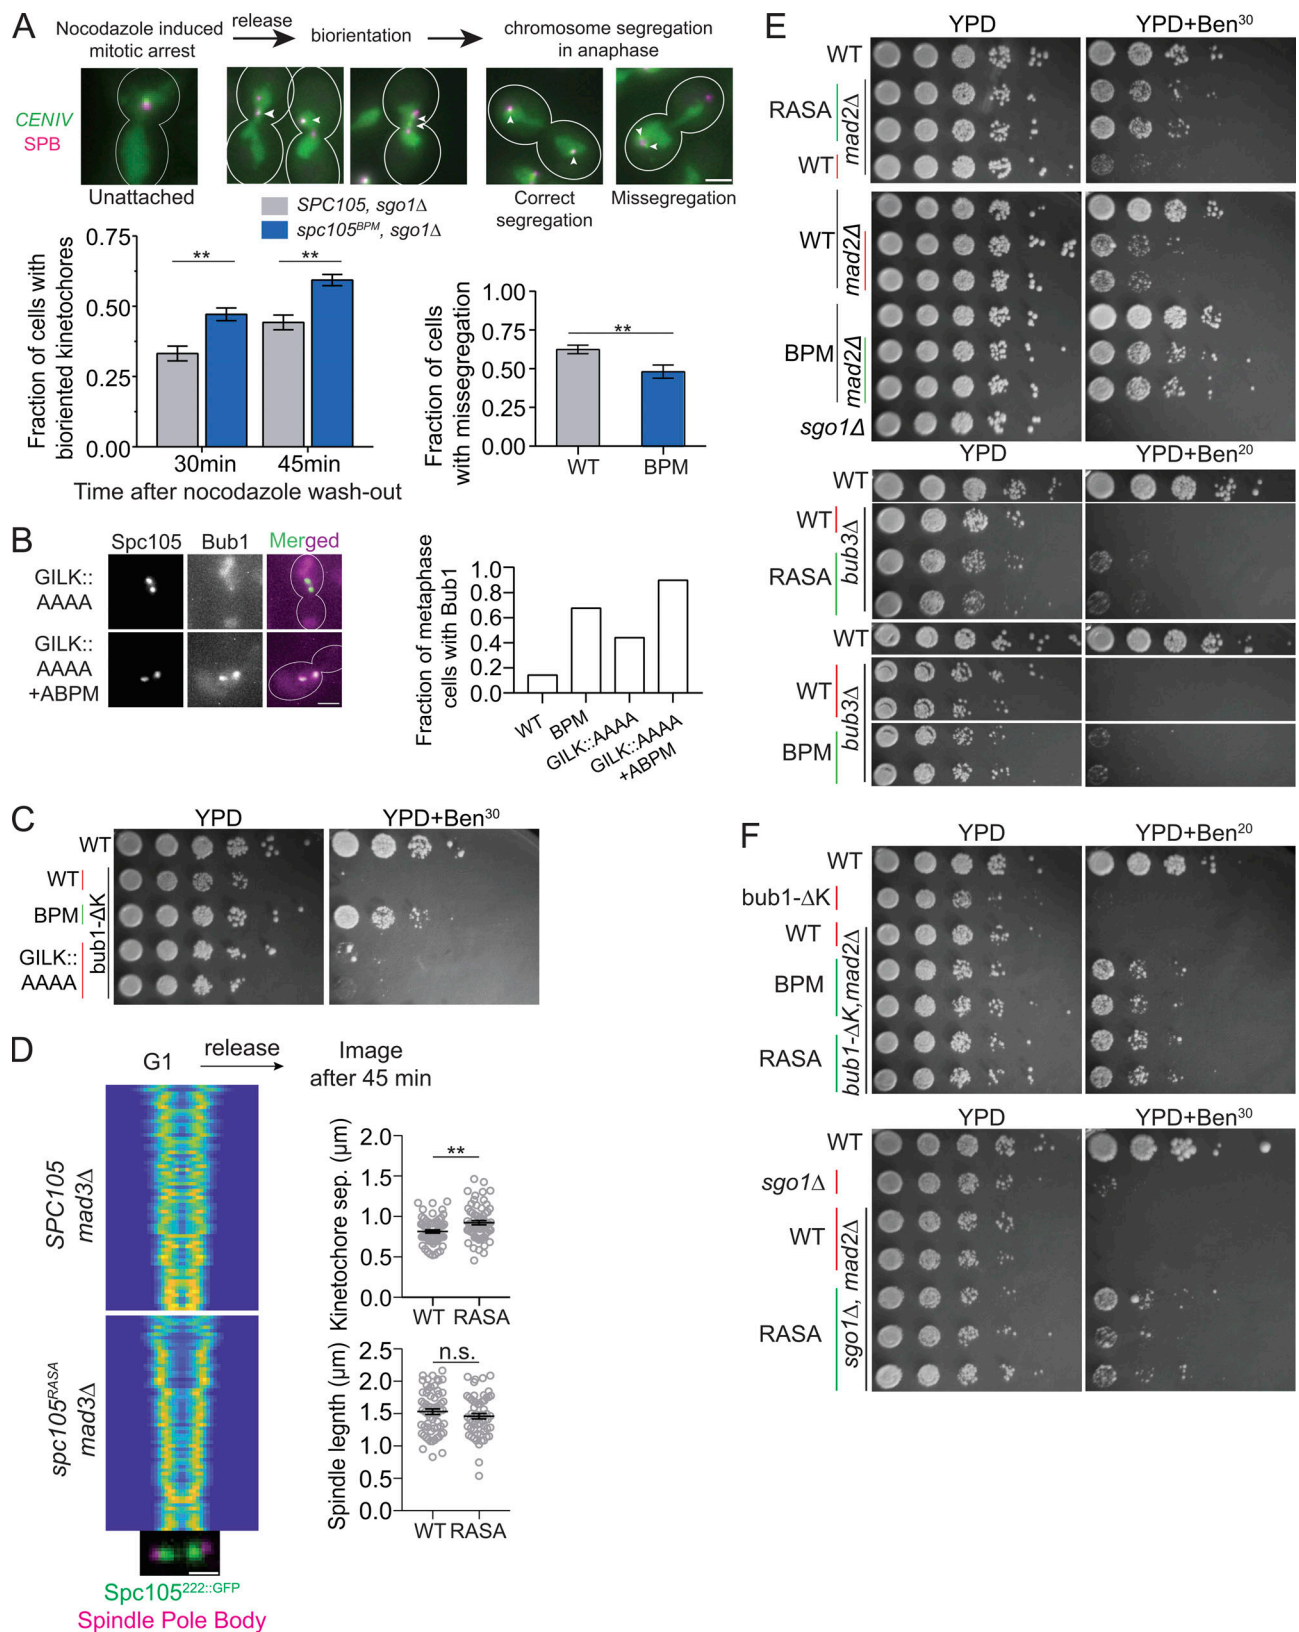 A
Nocodazole induced
mitotic arrest
release
biorientation
chromosome segregation
in anaphase
CENIV
SPB
Unattached
Correct
segregation
Missegregation
SPC105, sgo1Δ
spc105BPM, sgo1Δ
Fraction of cells with
bioriented kinetochores
0.75
0.50
0.25
0.00
**
**
30min
45min
Time after nocodazole wash-out
Fraction of cells
with missegregation
1.00
0.75
0.50
0.25
0.00
**
WT
BPM
B
Spc105
Bub1
Merged
GILK::
AAAA
GILK::
AAAA
+ABPM
Fraction of metaphase
cells with Bub1
1.0
0.8
0.6
0.4
0.2
0.0
WT
BPM
GILK::AAAA
GILK::AAAA
+ABPM
C
YPD
YPD+Ben30
WT
WT
BPM
GILK::
AAAA
bub1-ΔK
D
G1
release
Image
after 45 min
SPC105
mad3Δ
spc105RASA
mad3Δ
Spc105222::GFP
Spindle Pole Body
Kinetochore sep. (µm)
2.0
1.5
1.0
0.5
0.0
**
WT
RASA
Spindle legnth (µm)
2.5
2.0
1.5
1.0
0.5
0.0
n.s.
WT
RASA
E
YPD
YPD+Ben30
WT
RASA
WT
mad2Δ
WT
mad2Δ
BPM
mad2Δ
sgo1Δ
YPD
YPD+Ben20
WT
WT
RASA
bub3Δ
WT
WT
BPM
bub3Δ
F
YPD
YPD+Ben20
WT
bub1-ΔK
WT
BPM
RASA
bub1-ΔK,mad2Δ
YPD
YPD+Ben30
WT
sgo1Δ
WT
RASA
sgo1Δ, mad2Δ